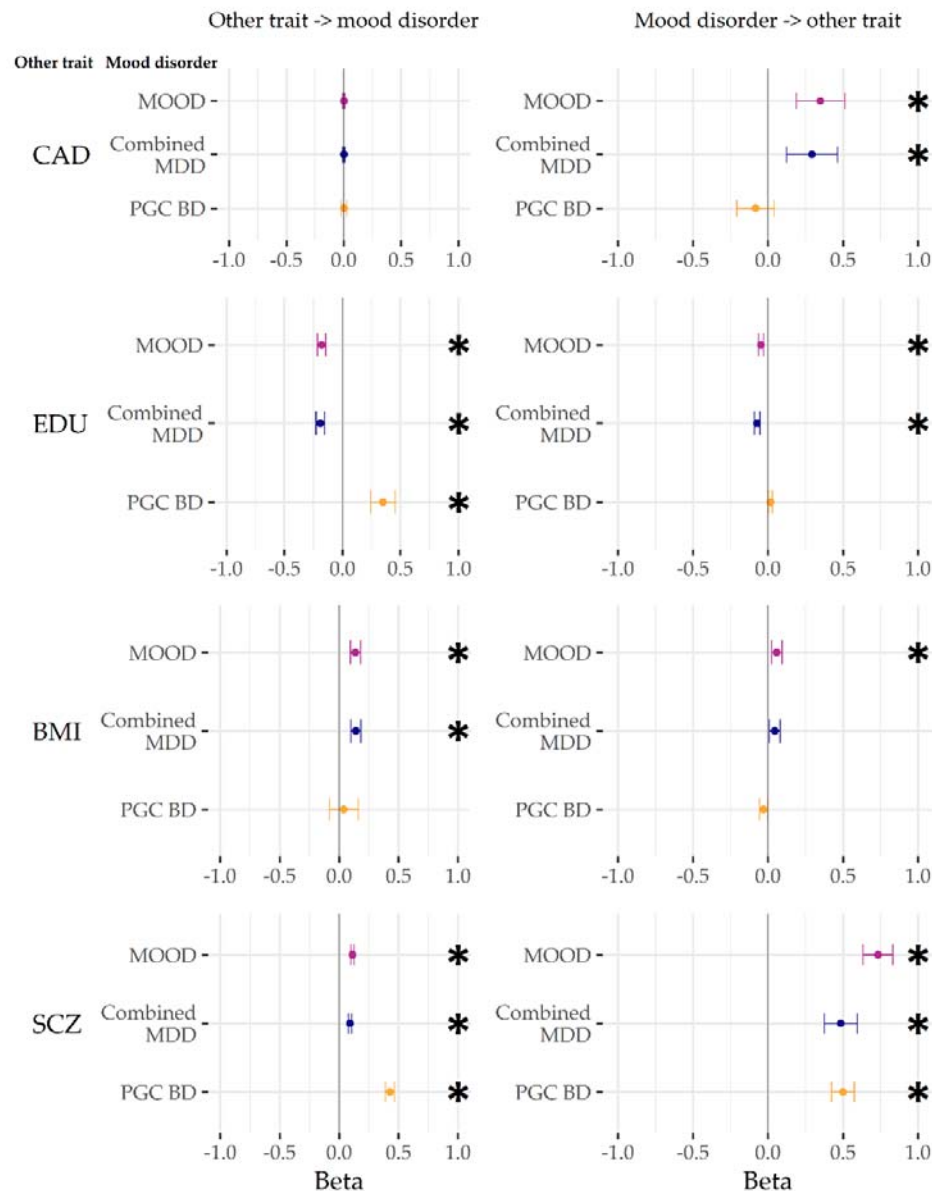 Other trait -> mood disorder
Mood disorder -> other trait
Other trait Mood disorder
CAD
MOOD
Combined
MDD
PGC BD
-1.0 -0.5 0.0 0.5 1.0
MOOD *
Combined
MDD *
PGC BD
-1.0 -0.5 0.0 0.5 1.0
EDU
MOOD *
Combined
MDD *
PGC BD *
-1.0 -0.5 0.0 0.5 1.0
MOOD *
Combined
MDD *
PGC BD
-1.0 -0.5 0.0 0.5 1.0
BMI
MOOD *
Combined
MDD *
PGC BD
-1.0 -0.5 0.0 0.5 1.0
MOOD *
Combined
MDD
PGC BD
-1.0 -0.5 0.0 0.5 1.0
SCZ
MOOD *
Combined
MDD *
PGC BD *
-1.0 -0.5 0.0 0.5 1.0
Beta
MOOD *
Combined
MDD *
PGC BD *
-1.0 -0.5 0.0 0.5 1.0
Beta